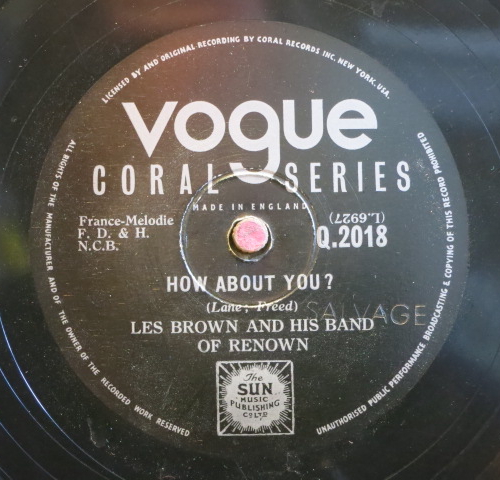 LICENSED BY AND ORIGINAL RECORDING BY CORAL RECORDS INC. NEW YORK. U.S.A.
vogue
CORAL SERIES
MADE IN ENGLAND
France-Melodie
F. D. & H.
N.C.B.
(L.6927)
Q.2018
HOW ABOUT YOU?
(Lane; Freed)
SALVAGE
LES BROWN AND HIS BAND
OF RENOWN
The
SUN
MUSIC
PUBLISHING
CO LTD
ALL RIGHTS OF THE MANUFACTURER AND OF THE OWNER OF THE RECORDED WORK RESERVED
UNAUTHORISED PUBLIC PERFORMANCE BROADCASTING & COPYING OF THIS RECORD PROHIBITED